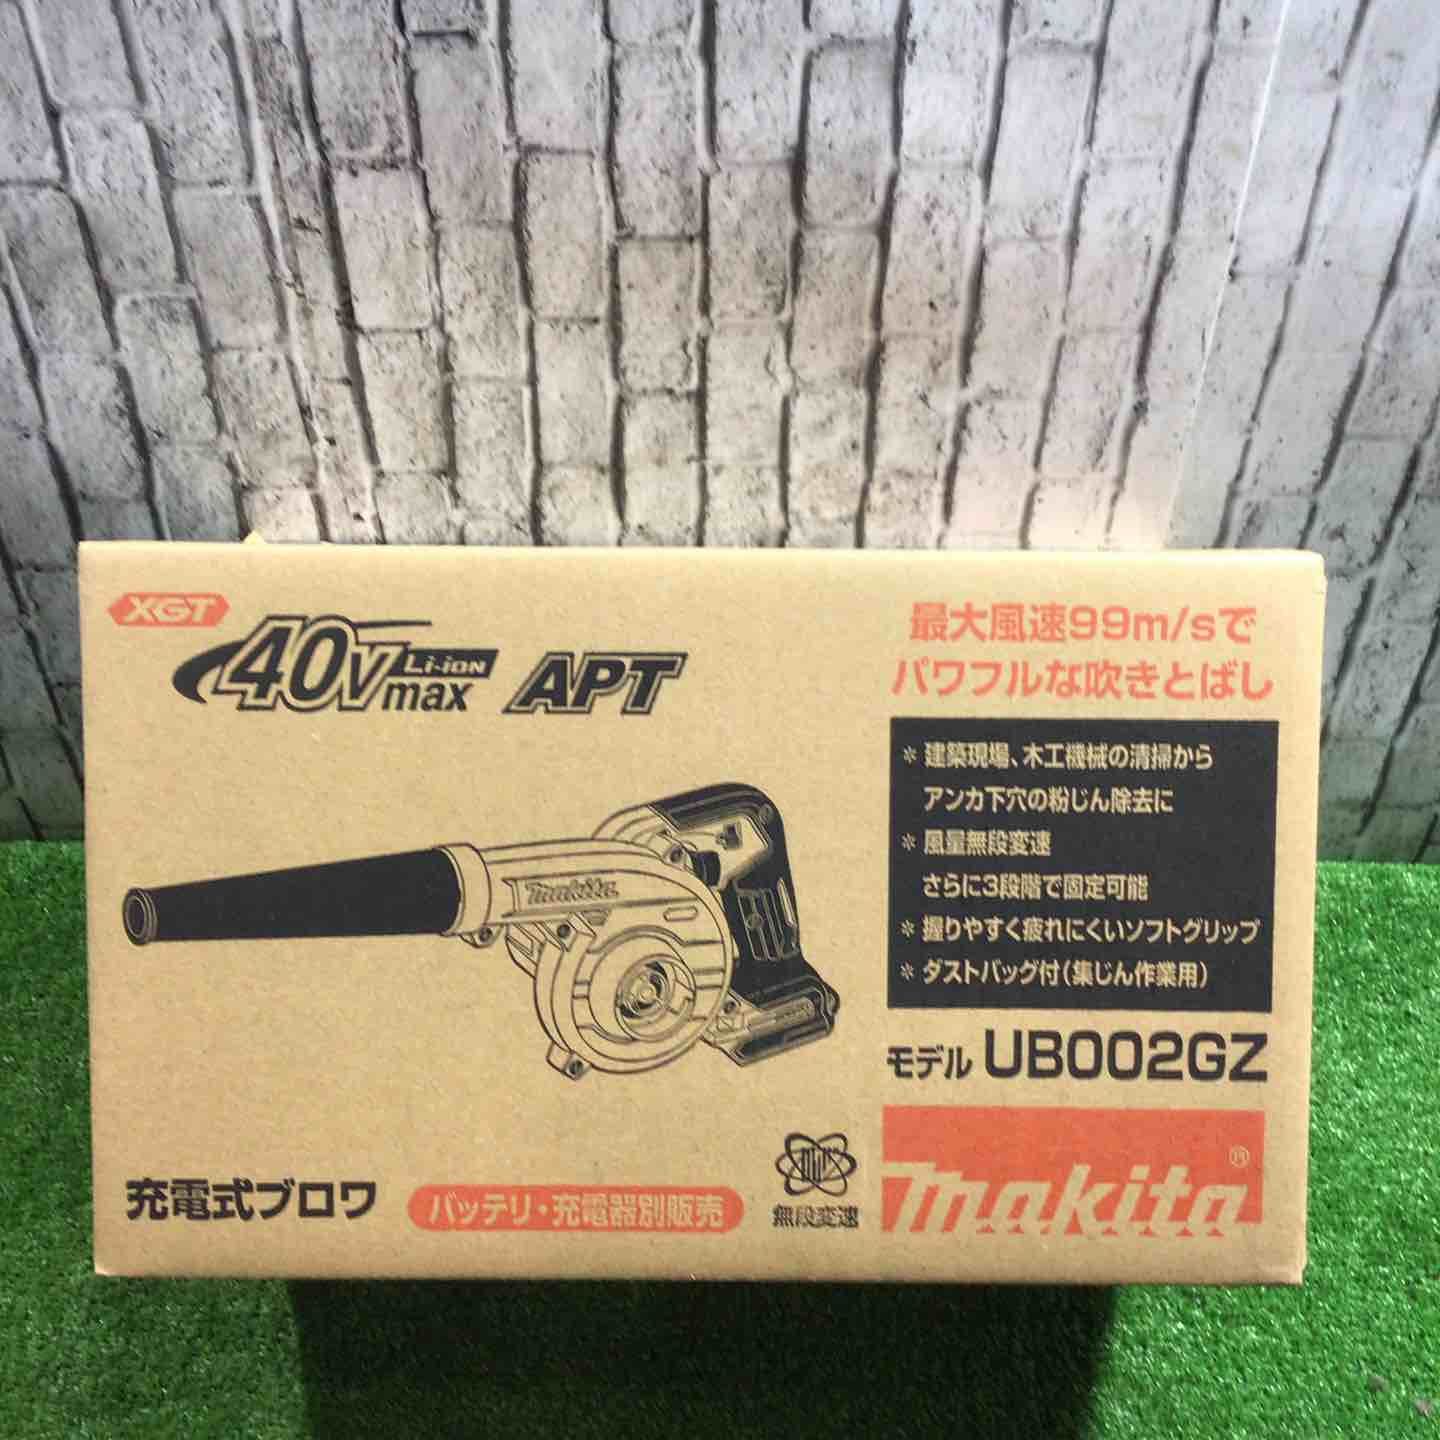 XGT
40Vmax Li-ion APT
最大風速99m/sで
パワフルな吹きとばし
* 建築現場、木工機械の清掃から
アンカ下穴の粉じん除去に
* 風量無段変速
さらに3段階で固定可能
* 握りやすく疲れにくいソフトグリップ
* ダストバッグ付(集じん作業用)
makita
モデル UB002GZ
充電式ブロワ
バッテリ・充電器別販売
無段変速
makita®